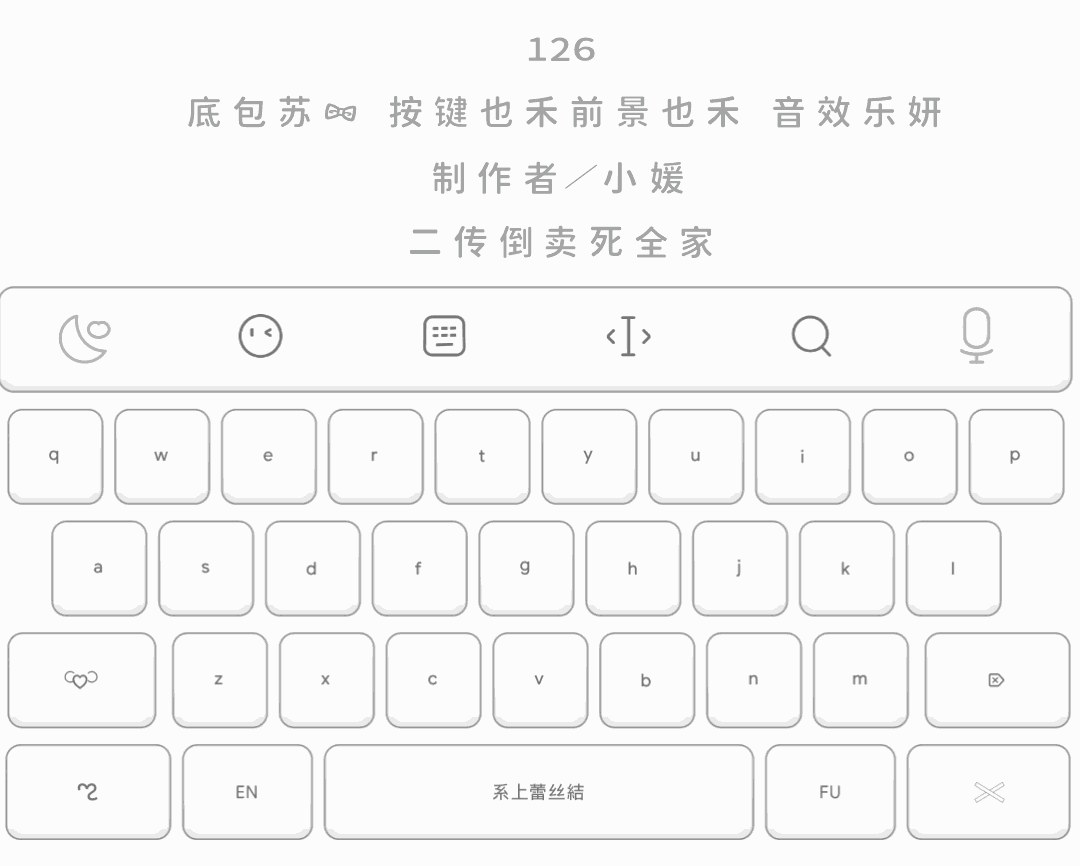 126
底包苏 按键也禾前景也禾 音效乐妍
制作者／小媛
二传倒卖死全家
q w e r t y u i o p
a s d f g h j k l
z x c v b n m
EN 系上蕾丝結 FU